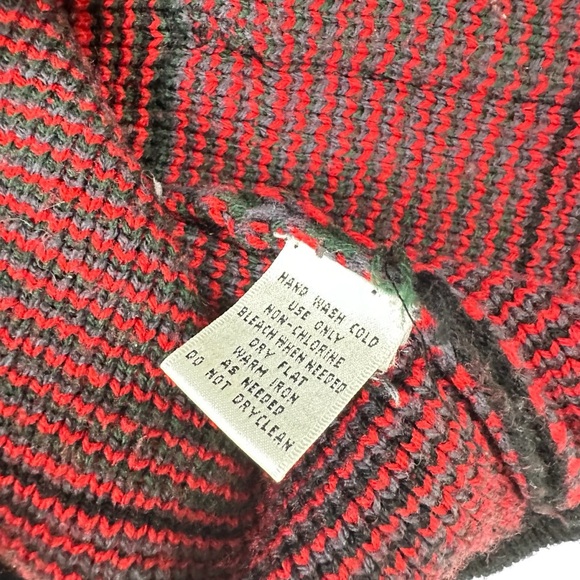 HAND WASH COLD
USE ONLY
NON-CHLORINE
BLEACH WHEN NEEDED
DRY FLAT
WARM IRON
AS NEEDED
DO NOT DRYCLEAN